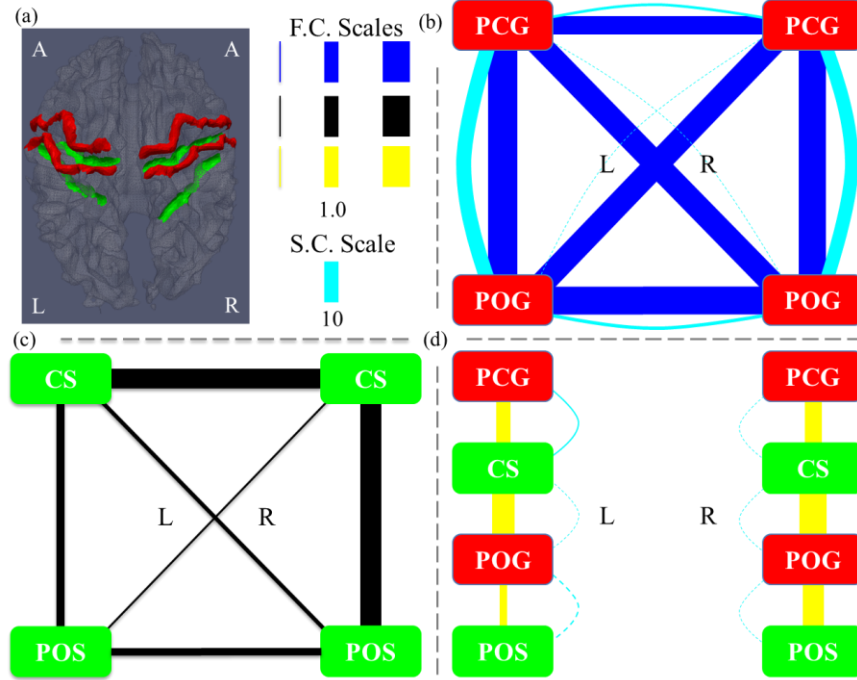 (a)
A A
L R
F.C. Scales
1.0
S.C. Scale
10
(b)
PCG PCG
L R
POG POG
(c)
CS CS
L R
POS POS
(d)
PCG PCG
CS CS
L R
POG POG
POS POS